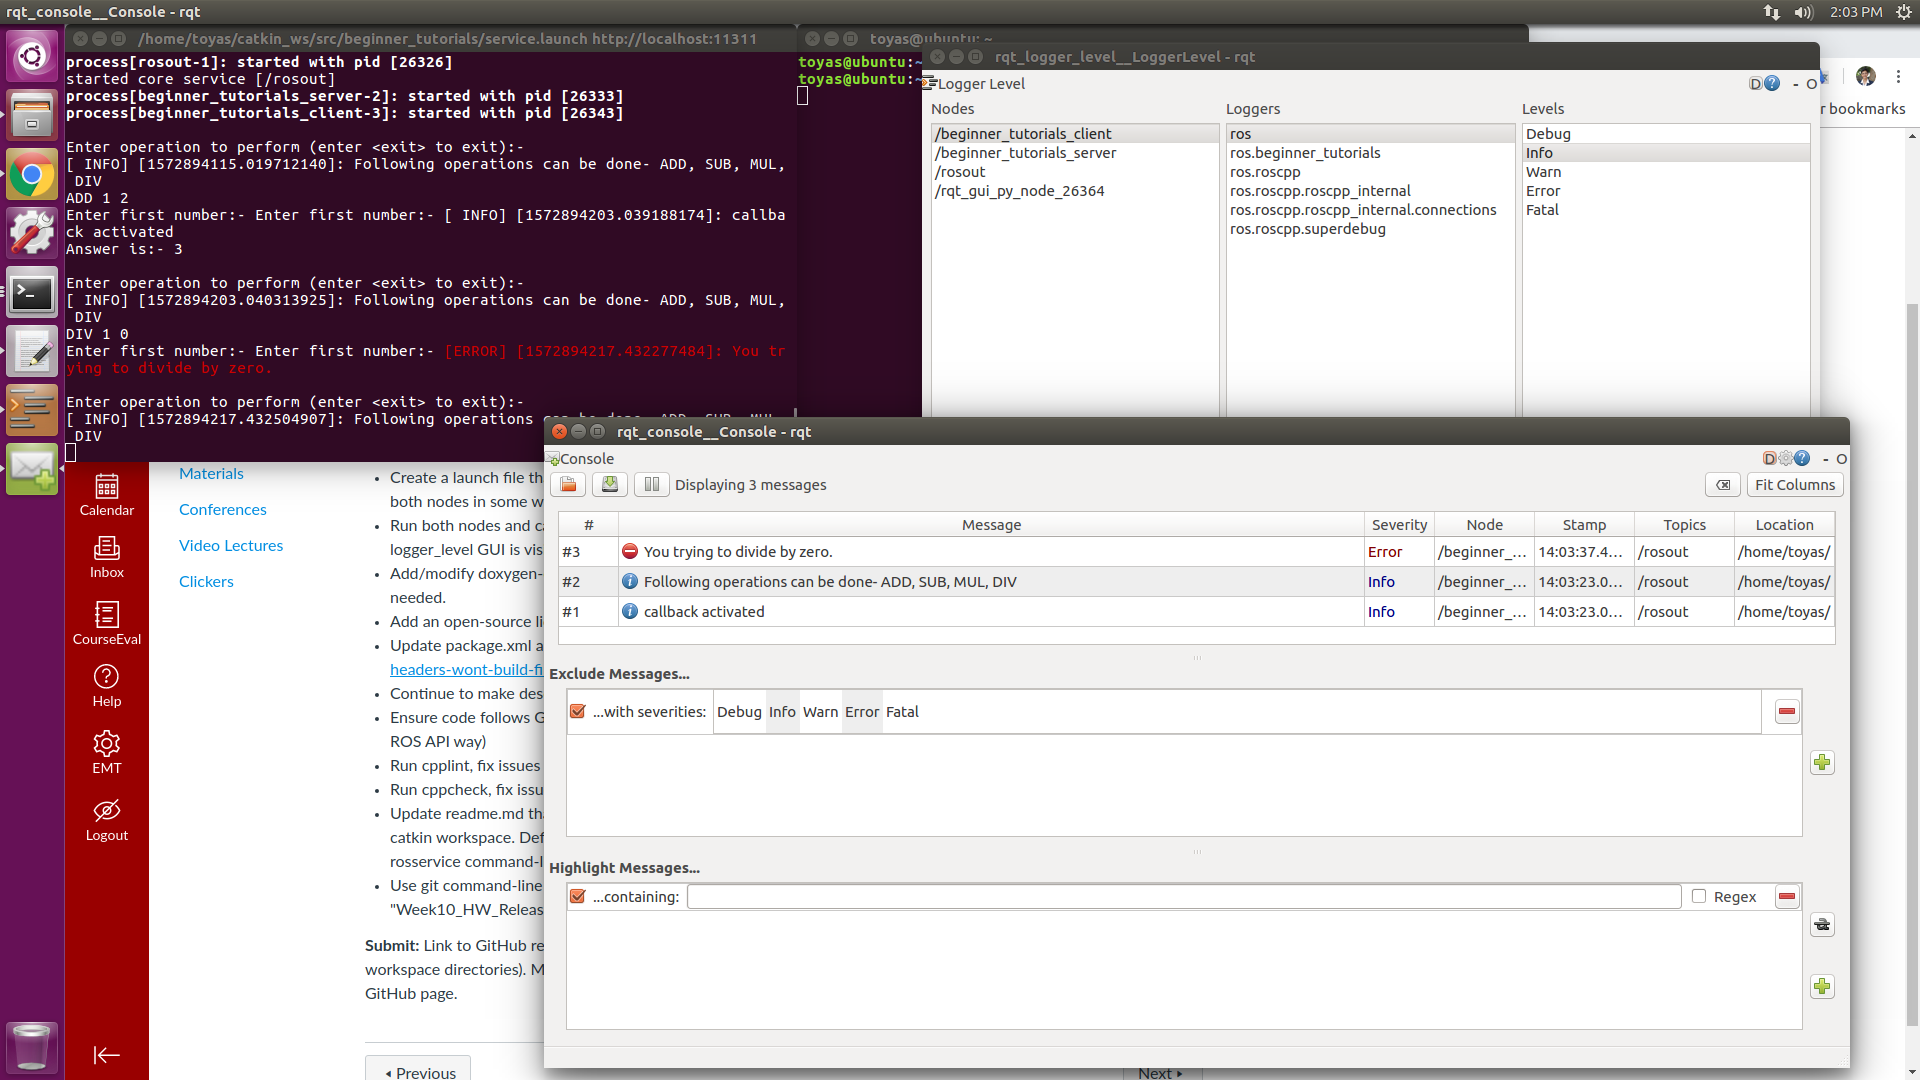 rqt_console__Console - rqt
2:03 PM
/home/toyas/catkin_ws/src/beginner_tutorials/service.launch http://localhost:11311
process[rosout-1]: started with pid [26326]
started core service [/rosout]
process[beginner_tutorials_server-2]: started with pid [26333]
process[beginner_tutorials_client-3]: started with pid [26343]
Enter operation to perform (enter <exit> to exit):-
[ INFO] [1572894115.019712140]: Following operations can be done- ADD, SUB, MUL,
DIV
ADD 1 2
Enter first number:- Enter first number:- [ INFO] [1572894203.039188174]: callba
ck activated
Answer is:- 3
Enter operation to perform (enter <exit> to exit):-
[ INFO] [1572894203.040313925]: Following operations can be done- ADD, SUB, MUL,
DIV
DIV 1 0
Enter first number:- Enter first number:- [ERROR] [1572894217.432277484]: You tr
ying to divide by zero.
Enter operation to perform (enter <exit> to exit):-
[ INFO] [1572894217.432504907]: Following operations can be done- ADD, SUB, MUL,
DIV
toyas@ubuntu: ~
toyas@ubuntu:~
toyas@ubuntu:~
rqt_logger_level__LoggerLevel - rqt
Logger Level
D ? - O
Nodes
/beginner_tutorials_client
/beginner_tutorials_server
/rosout
/rqt_gui_py_node_26364
Loggers
ros
ros.beginner_tutorials
ros.roscpp
ros.roscpp.roscpp_internal
ros.roscpp.roscpp_internal.connections
ros.roscpp.superdebug
Levels
Debug
Info
Warn
Error
Fatal
r bookmarks
Calendar
Inbox
CourseEval
Help
EMT
Logout
Materials
Conferences
Video Lectures
Clickers
Create a launch file th
both nodes in some w
Run both nodes and ca
logger_level GUI is vis
Add/modify doxygen-
needed.
Add an open-source li
Update package.xml a
headers-wont-build-fi
Continue to make des
Ensure code follows G
ROS API way)
Run cpplint, fix issues
Run cppcheck, fix issu
Update readme.md tha
catkin workspace. Def
rosservice command-l
Use git command-line
"Week10_HW_Releas
Submit: Link to GitHub re
workspace directories). M
GitHub page.
Previous
Next
rqt_console__Console - rqt
Console
D ? - O
Displaying 3 messages
Fit Columns
# Message Severity Node Stamp Topics Location
#3 You trying to divide by zero. Error /beginner_... 14:03:37.4... /rosout /home/toyas/
#2 Following operations can be done- ADD, SUB, MUL, DIV Info /beginner_... 14:03:23.0... /rosout /home/toyas/
#1 callback activated Info /beginner_... 14:03:23.0... /rosout /home/toyas/
Exclude Messages...
...with severities: Debug Info Warn Error Fatal
Highlight Messages...
...containing: Regex